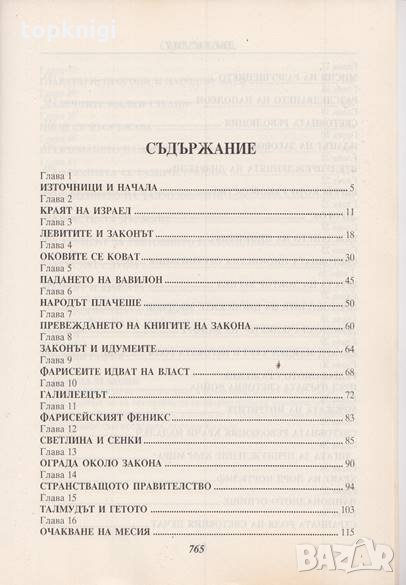 topknigi
СЪДЪРЖАНИЕ
Глава 1
ИЗТОЧНИЦИ И НАЧАЛА 5
Глава 2
КРАЯТ НА ИЗРАЕЛ 11
Глава 3
ЛЕВИТИТЕ И ЗАКОНЪТ 18
Глава 4
ОКОВИТЕ СЕ КОВАТ 30
Глава 5
ПАДАНЕТО НА ВАВИЛОН 45
Глава 6
НАРОДЪТ ПЛАЧЕШЕ 50
Глава 7
ПРЕВЕЖДАНЕТО НА КНИГИТЕ НА ЗАКОНА 60
Глава 8
ЗАКОНЪТ И ИДУМЕИТЕ 64
Глава 9
ФАРИСЕИТЕ ИДВАТ НА ВЛАСТ 68
Глава 10
ГАЛИЛЕЕЦЪТ 72
Глава 11
ФАРИСЕЙСКИЯТ ФЕНИКС 83
Глава 12
СВЕТЛИНА И СЕНКИ 85
Глава 13
ОГРАДА ОКОЛО ЗАКОНА 90
Глава 14
СТРАНСТВАЩОТО ПРАВИТЕЛСТВО 94
Глава 15
ТАЛМУДЪТ И ГЕТОТО 103
Глава 16
ОЧАКВАНЕ НА МЕСИЯ 115
765
bazar.bg